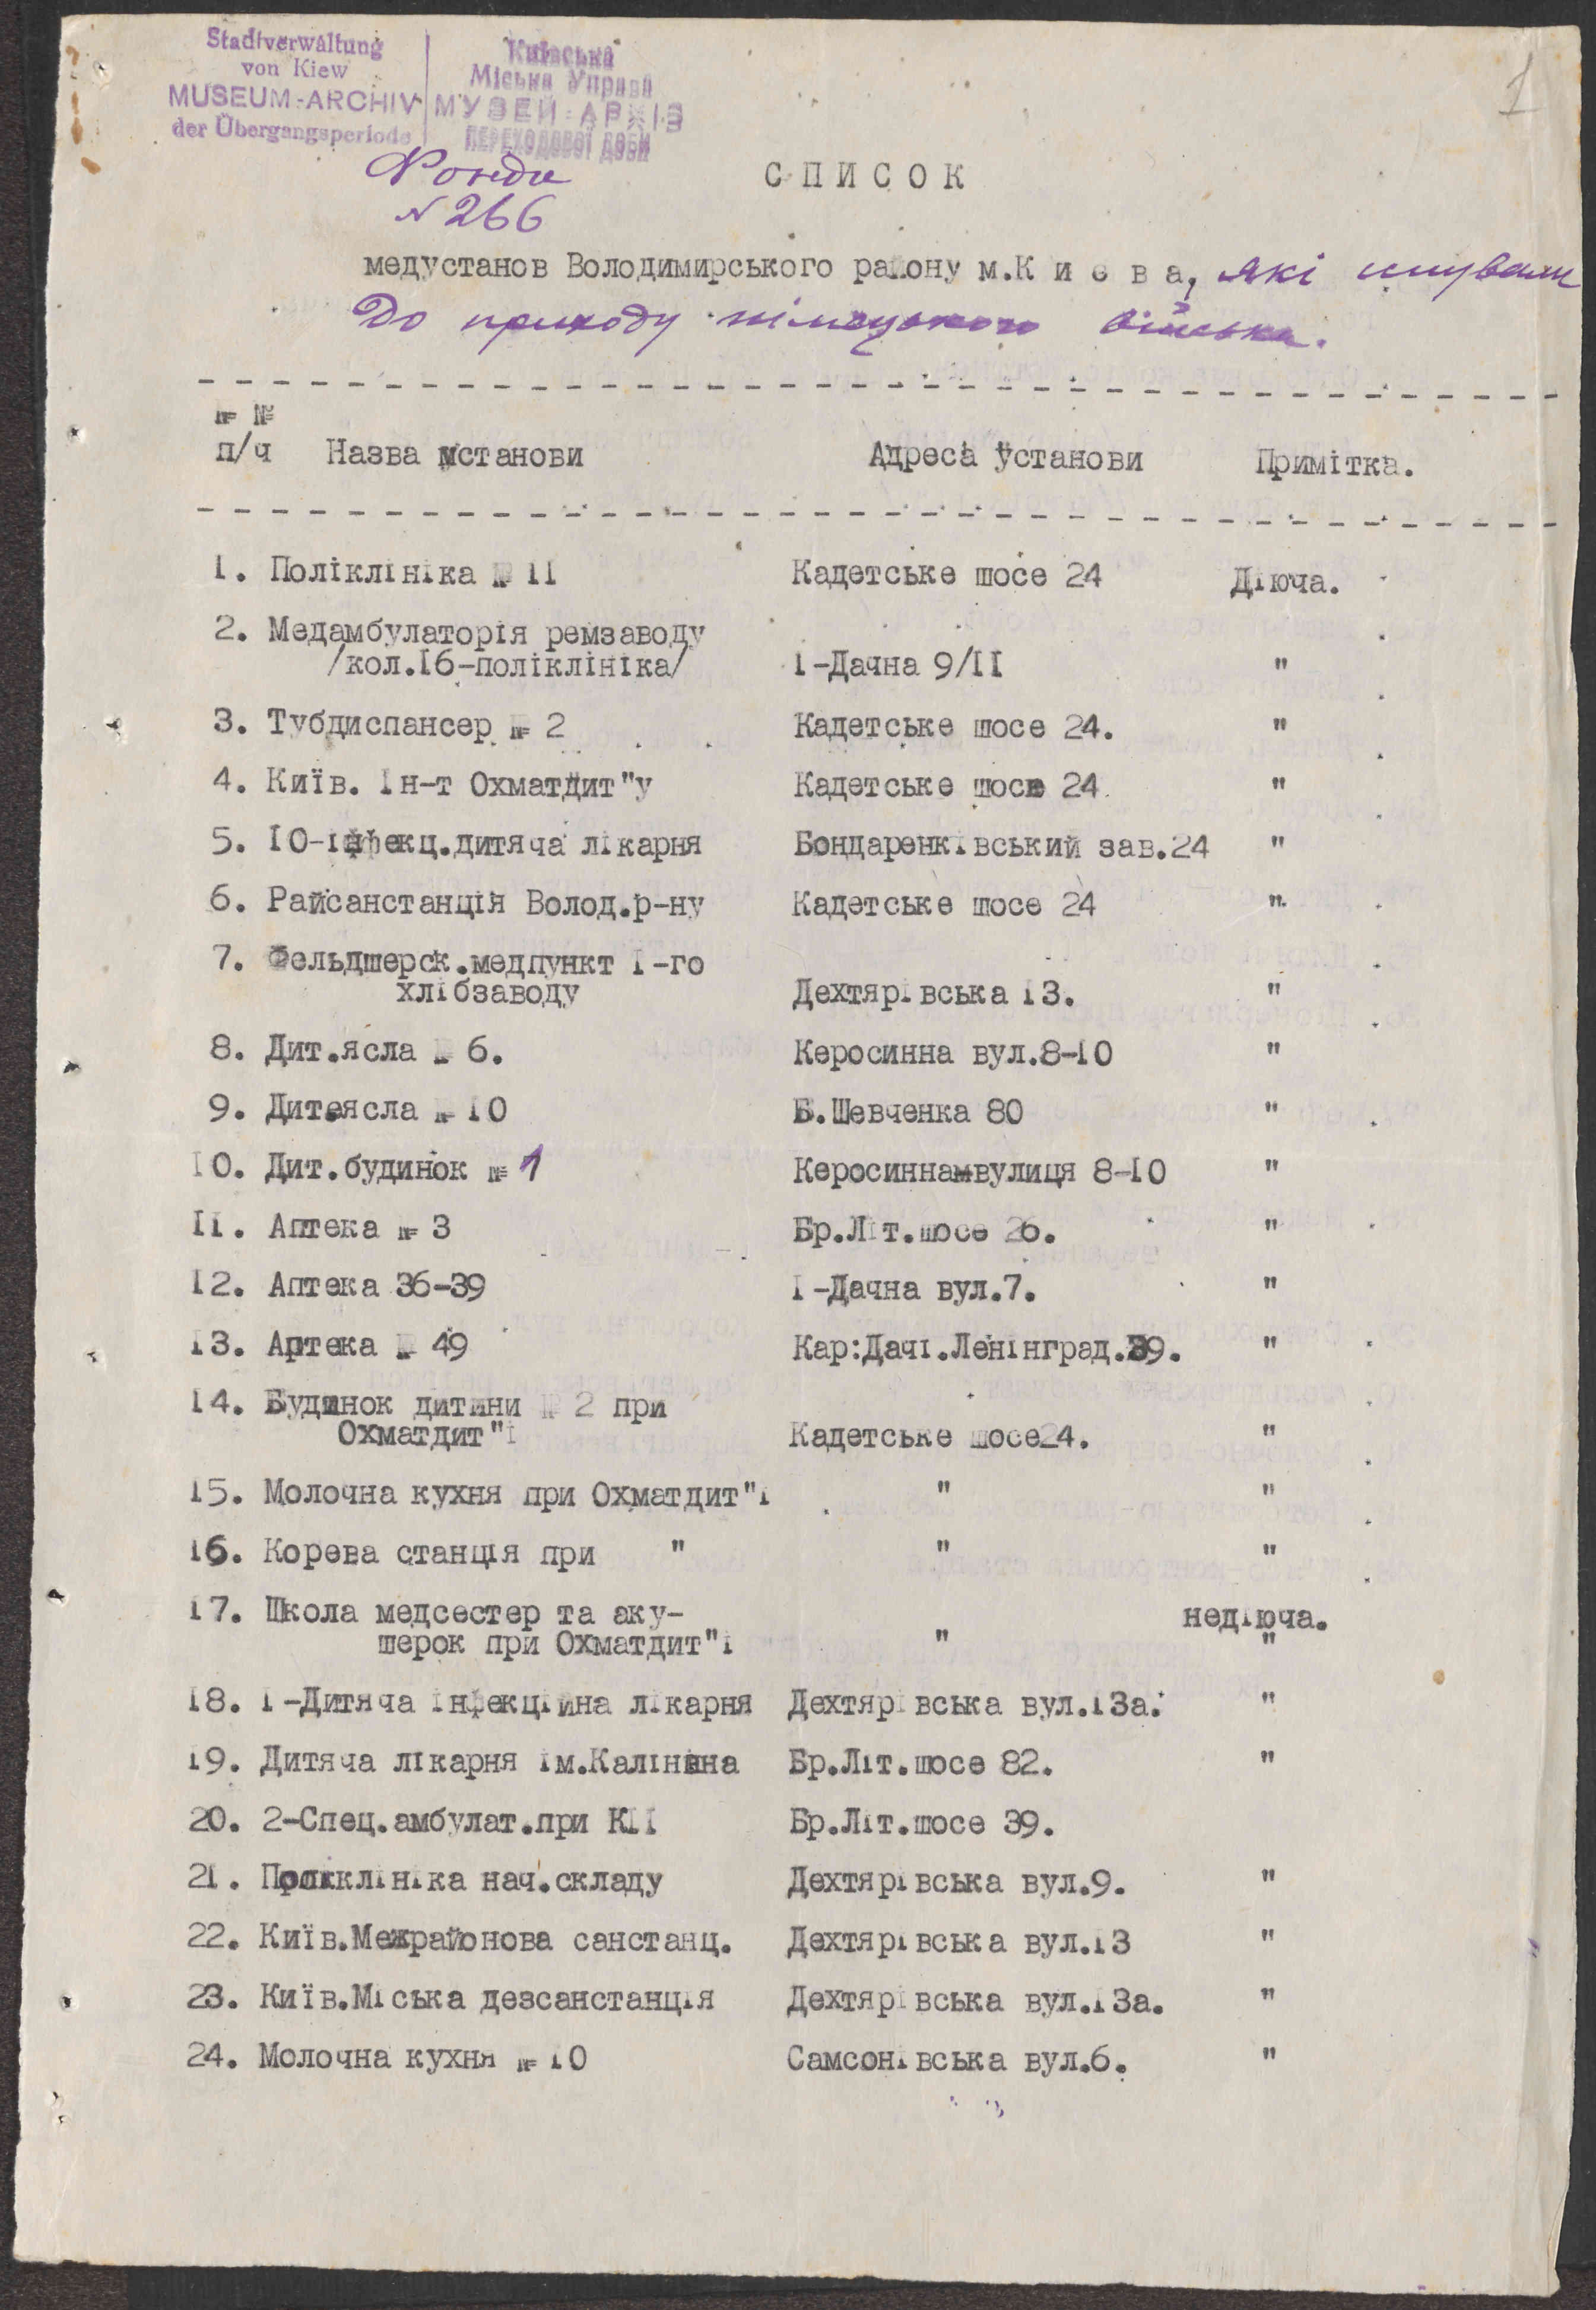 Stadtverwaltung
von Kiew
MUSEUM-ARCHIV
der Übergangsperiode
Київська
Міська Управа
МУЗЕЙ-АРХІВ
ПЕРЕХОДОВОЇ ДОБИ
1
Фонди
N 266
СПИСОК
медустанов Володимирського району м.К и є в а, які існували
до приходу німецького війська.
№ №
п/ч Назва установи Адреса установи Примітка.
1. Поліклініка № 11 Кадетське шосе 24 Діюча.
2. Медамбулаторія ремзаводу
/кол.16-поліклініка/ 1-Дачна 9/11 "
3. Тубдиспансер № 2 Кадетське шосе 24. "
4. Київ. Ін-т Охматдит"у Кадетське шосе 24. "
5. 10-інфекц.дитяча лікарня Бондаренківський зав.24 "
6. Райсанстанція Волод.р-ну Кадетське шосе 24 "
7. Фельдшерск.медпункт 1-го
хлібзаводу Дехтярівська 13. "
8. Дит.ясла № 6. Керосинна вул.8-10 "
9. Дит.ясла № 10 Б.Шевченка 80 "
10. Дит.будинок № 1 Керосинна вулиця 8-10 "
11. Аптека № 3 Бр.Літ.шосе 26. "
12. Аптека 36-39 1-Дачна вул.7. "
13. Аптека № 49 Кар:Дачі.Ленінград.39. "
14. Будинок дитини № 2 при
Охматдит"і Кадетське шосе24. "
15. Молочна кухня при Охматдит"і " "
16. Корева станція при " " "
17. Школа медсестер та аку- недіюча.
шерок при Охматдит"і " "
18. 1-Дитяча інфекційна лікарня Дехтярівська вул.13а. "
19. Дитяча лікарня ім.Калініна Бр.Літ.шосе 82. "
20. 2-Спец.амбулат.при КІІ Бр.Літ.шосе 39.
21. Поліклініка нач.складу Дехтярівська вул.9. "
22. Київ.Межрайонова санстанц. Дехтярівська вул.13 "
23. Київ.Міська дезсанстанція Дехтярівська вул.13а. "
24. Молочна кухня № 10 Самсонівська вул.6. "